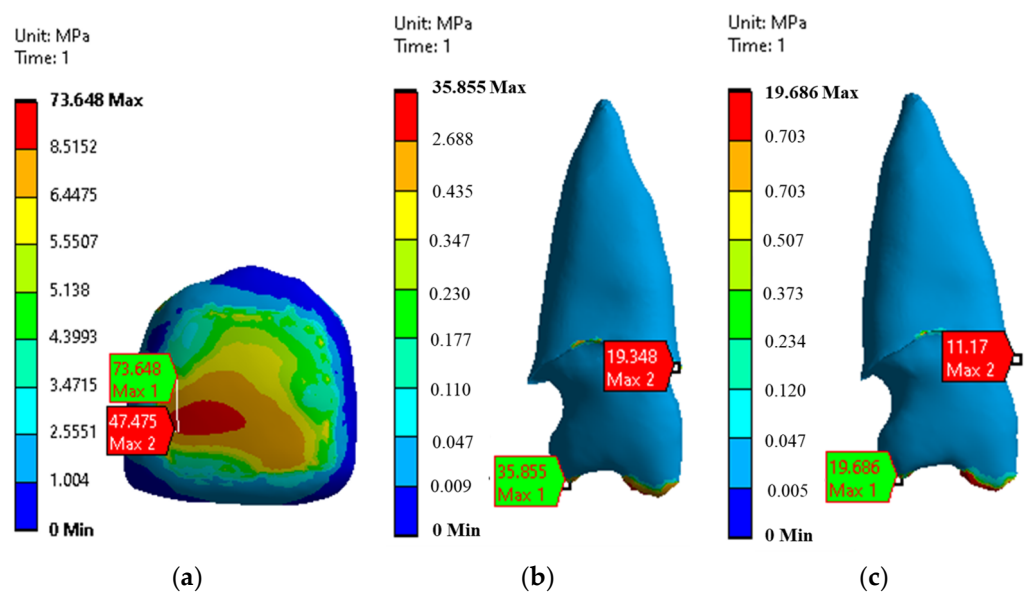 Unit: MPa
Time: 1
73.648 Max
8.5152
6.4475
5.5507
5.138
4.3993
3.4715
2.5551
1.004
0 Min
73.648
Max 1
47.475
Max 2
(a)
Unit: MPa
Time: 1
35.855 Max
2.688
0.435
0.347
0.230
0.177
0.110
0.047
0.009
0 Min
19.348
Max 2
35.855
Max 1
(b)
Unit: MPa
Time: 1
19.686 Max
0.703
0.703
0.507
0.373
0.234
0.120
0.047
0.005
0 Min
11.17
Max 2
19.686
Max 1
(c)